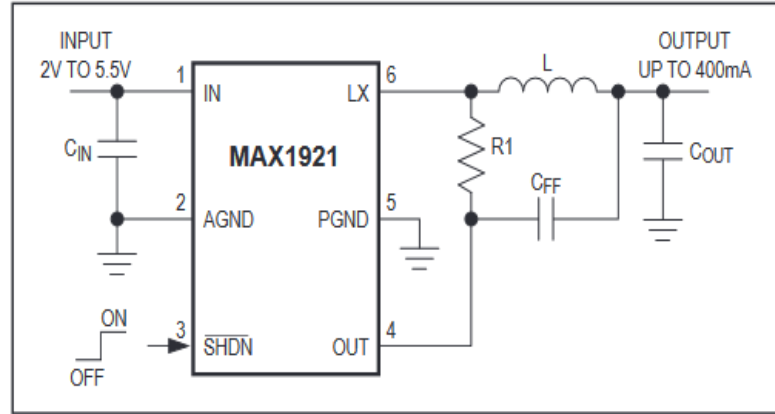 INPUT
2V TO 5.5V
OUTPUT
UP TO 400mA
1
IN
LX
6
L
R1
CIN
MAX1921
COUT
CFF
2
AGND
PGND
5
ON
OFF
3
SHDN
OUT
4